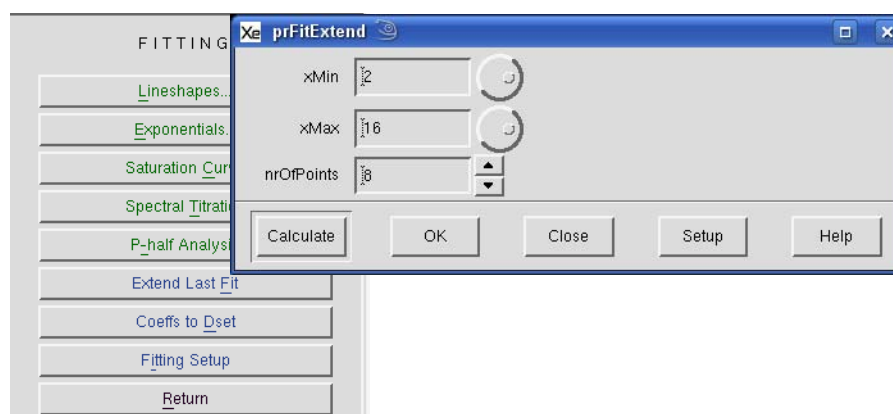 FITTING
Lineshapes...
Exponentials.
Saturation Cur
Spectral Titrati
P-half Analysi
Extend Last Fit
Coeffs to Dset
Fitting Setup
Return
Xe prFitExtend
xMin 2
xMax 16
nrOfPoints 8
Calculate OK Close Setup Help